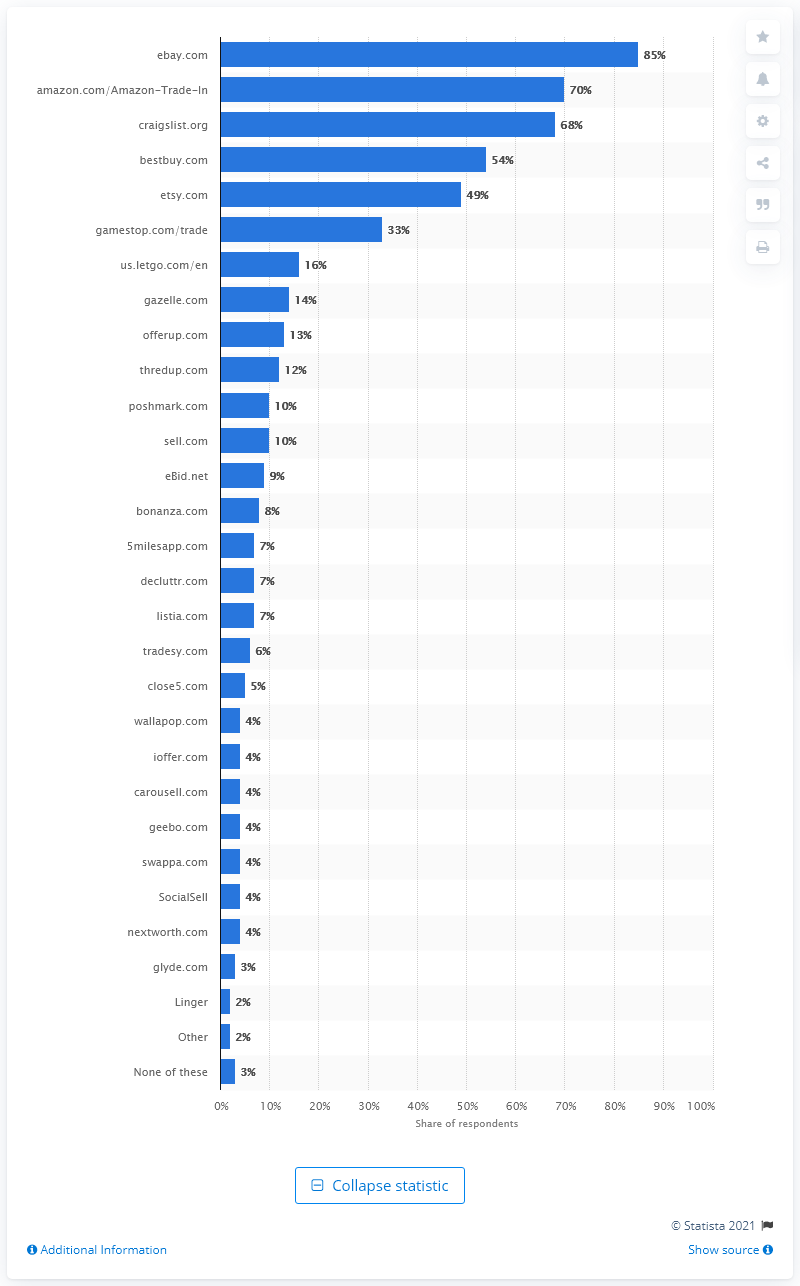 ebay.com 85%
amazon.com/Amazon-Trade-In 70%
craigslist.org 68%
bestbuy.com 54%
etsy.com 49%
gamestop.com/trade 33%
us.letgo.com/en 16%
gazelle.com 14%
offerup.com 13%
thredup.com 12%
poshmark.com 10%
sell.com 10%
eBid.net 9%
bonanza.com 8%
5milesapp.com 7%
decluttr.com 7%
listia.com 7%
tradesy.com 6%
close5.com 5%
wallapop.com 4%
ioffer.com 4%
carousell.com 4%
geebo.com 4%
swappa.com 4%
SocialSell 4%
nextworth.com 4%
glyde.com 3%
Linger 2%
Other 2%
None of these 3%
0% 10% 20% 30% 40% 50% 60% 70% 80% 90% 100%
Share of respondents
Collapse statistic
© Statista 2021
Additional Information Show source